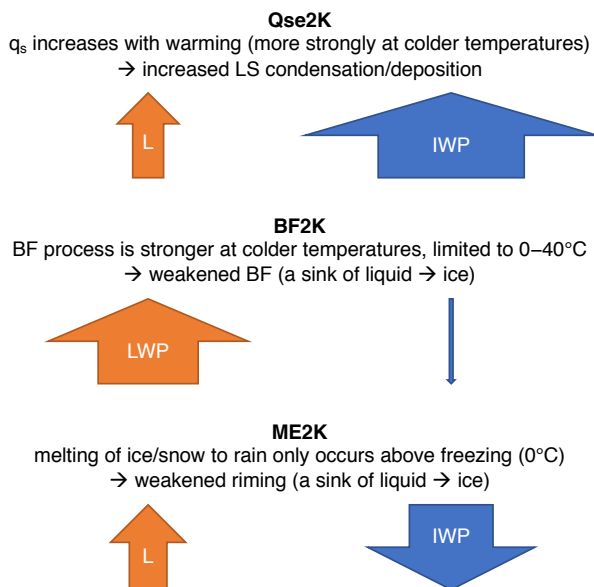 Qse2K
qₛ increases with warming (more strongly at colder temperatures)
→ increased LS condensation/deposition
L
IWP
BF2K
BF process is stronger at colder temperatures, limited to 0–40°C
→ weakened BF (a sink of liquid → ice)
LWP
ME2K
melting of ice/snow to rain only occurs above freezing (0°C)
→ weakened riming (a sink of liquid → ice)
L
IWP